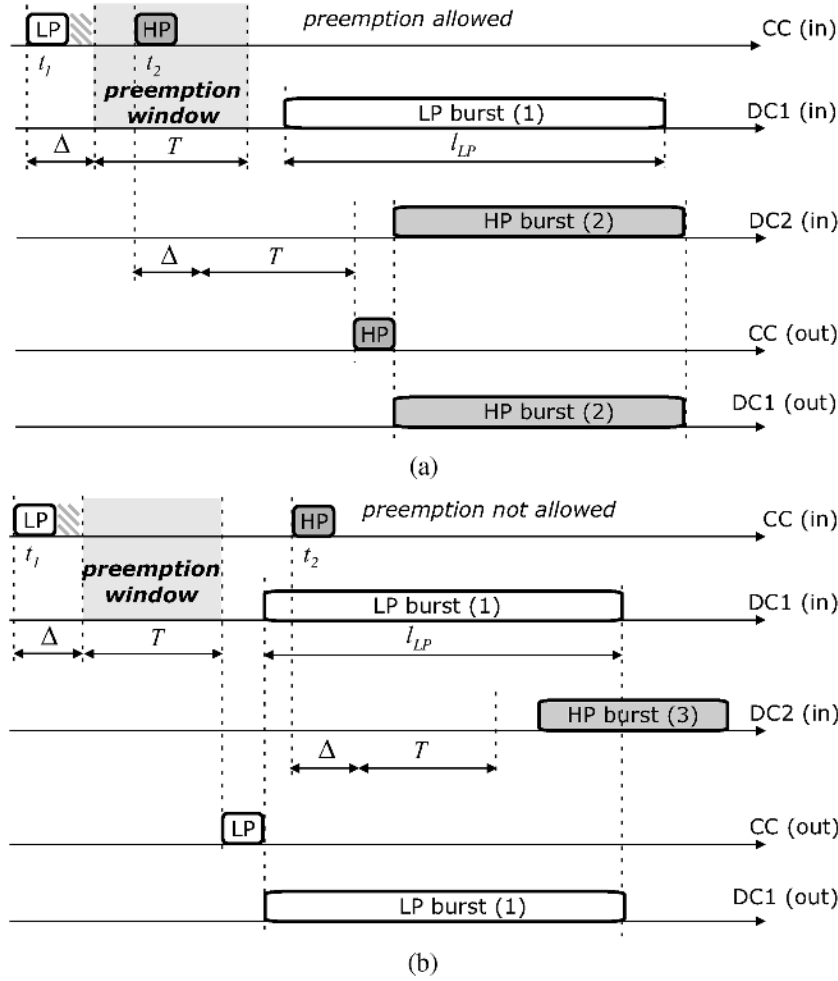 LP HP preemption allowed CC (in)
t1 t2
preemption
window
LP burst (1) DC1 (in)
Δ T lLP
HP burst (2) DC2 (in)
Δ T
HP CC (out)
HP burst (2) DC1 (out)
(a)
LP HP preemption not allowed CC (in)
t1 t2
preemption
window
LP burst (1) DC1 (in)
Δ T lLP
HP burst (3) DC2 (in)
Δ T
LP CC (out)
LP burst (1) DC1 (out)
(b)